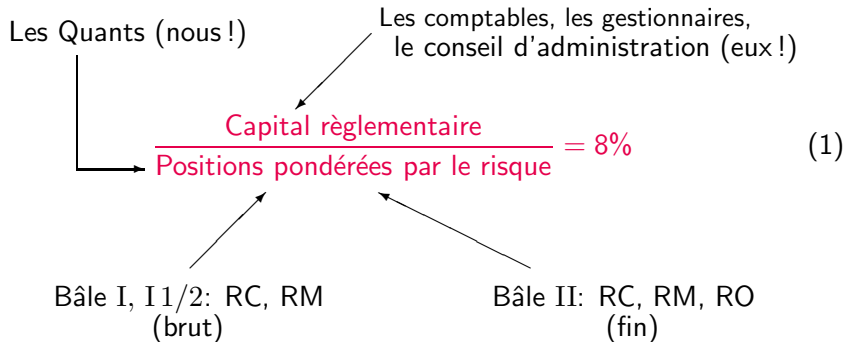 Les comptables, les gestionnaires,
Les Quants (nous !)
le conseil d'administration (eux !)
Capital règlementaire
Positions pondérées par le risque
= 8%
(1)
Bâle I, I 1/2: RC, RM
(brut)
Bâle II: RC, RM, RO
(fin)